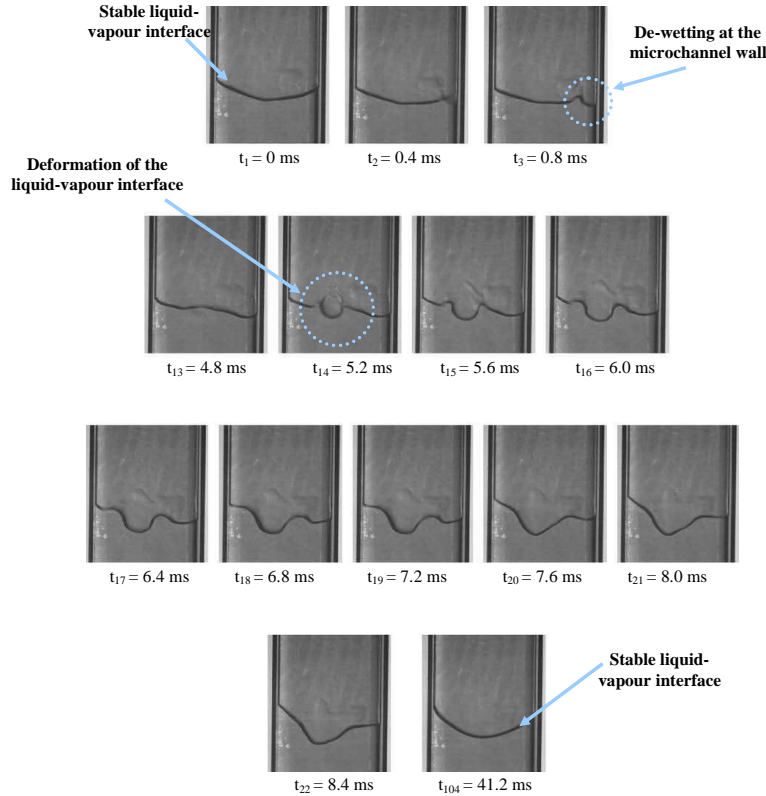 Stable liquid-
vapour interface
De-wetting at the
microchannel wall
t1 = 0 ms
t2 = 0.4 ms
t3 = 0.8 ms
Deformation of the
liquid-vapour interface
t13 = 4.8 ms
t14 = 5.2 ms
t15 = 5.6 ms
t16 = 6.0 ms
t17 = 6.4 ms
t18 = 6.8 ms
t19 = 7.2 ms
t20 = 7.6 ms
t21 = 8.0 ms
Stable liquid-
vapour interface
t22 = 8.4 ms
t104 = 41.2 ms